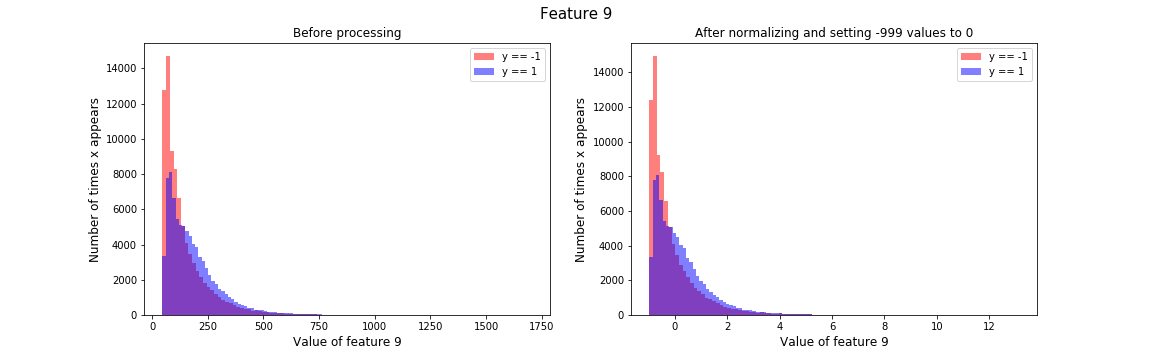 Feature 9
Before processing
Number of times x appears
14000
12000
10000
8000
6000
4000
2000
0
0
250
500
750
1000
1250
1500
1750
Value of feature 9
y == -1
y == 1
After normalizing and setting -999 values to 0
Number of times x appears
14000
12000
10000
8000
6000
4000
2000
0
0
2
4
6
8
10
12
Value of feature 9
y == -1
y == 1